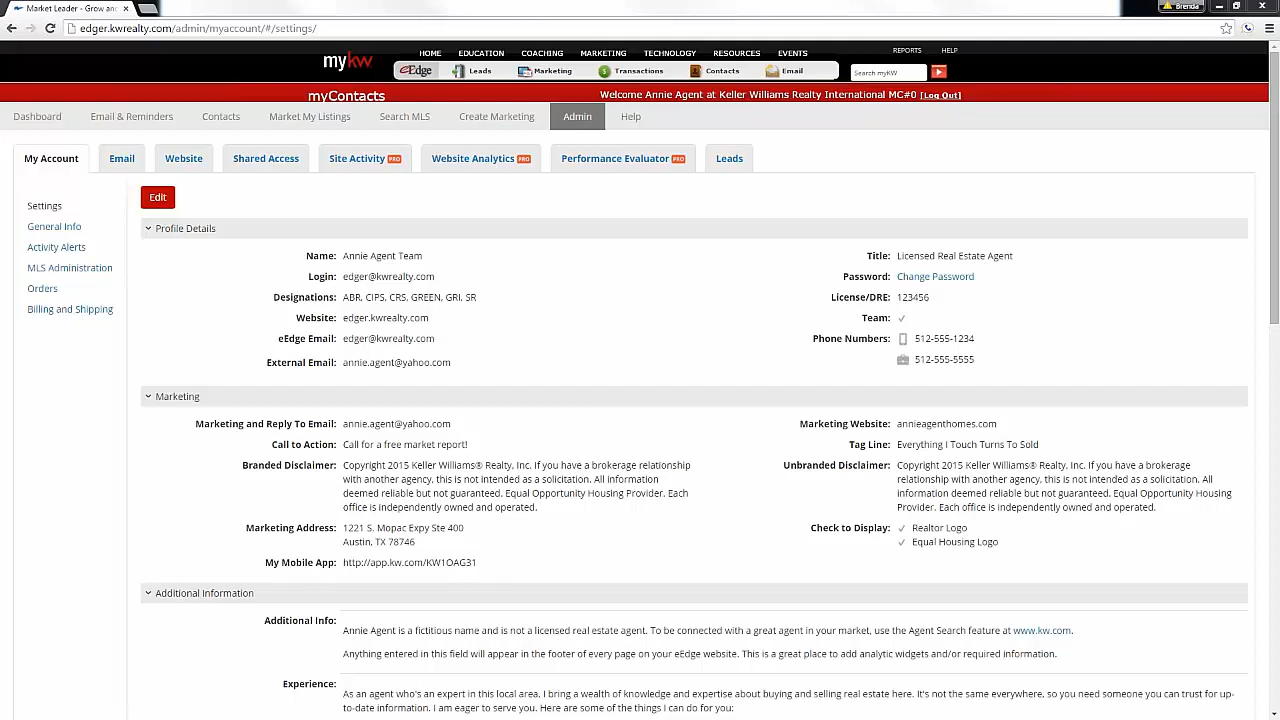 Market Leader - Grow and
Brenda
edger.kwrealty.com/admin/myaccount/#/settings/
mykw
HOME EDUCATION COACHING MARKETING TECHNOLOGY RESOURCES EVENTS
REPORTS HELP
eEdge Leads Marketing Transactions Contacts Email
Search myKW
myContacts
Welcome Annie Agent at Keller Williams Realty International MC#0 [Log Out]
Dashboard Email & Reminders Contacts Market My Listings Search MLS Create Marketing Admin Help
My Account Email Website Shared Access Site Activity PRO Website Analytics PRO Performance Evaluator PRO Leads
Settings
General Info
Activity Alerts
MLS Administration
Orders
Billing and Shipping
Edit
Profile Details
Name: Annie Agent Team
Title: Licensed Real Estate Agent
Login: edger@kwrealty.com
Password: Change Password
Designations: ABR, CIPS, CRS, GREEN, GRI, SR
License/DRE: 123456
Website: edger.kwrealty.com
Team: ✓
eEdge Email: edger@kwrealty.com
Phone Numbers: 512-555-1234
512-555-5555
External Email: annie.agent@yahoo.com
Marketing
Marketing and Reply To Email: annie.agent@yahoo.com
Marketing Website: annieagenthomes.com
Call to Action: Call for a free market report!
Tag Line: Everything I Touch Turns To Sold
Branded Disclaimer: Copyright 2015 Keller Williams® Realty, Inc. If you have a brokerage relationship
with another agency, this is not intended as a solicitation. All information
deemed reliable but not guaranteed. Equal Opportunity Housing Provider. Each
office is independently owned and operated.
Unbranded Disclaimer: Copyright 2015 Keller Williams® Realty, Inc. If you have a brokerage
relationship with another agency, this is not intended as a solicitation. All
information deemed reliable but not guaranteed. Equal Opportunity Housing
Provider. Each office is independently owned and operated.
Marketing Address: 1221 S. Mopac Expy Ste 400
Austin, TX 78746
Check to Display: ✓ Realtor Logo
✓ Equal Housing Logo
My Mobile App: http://app.kw.com/KW1OAG31
Additional Information
Additional Info:
Annie Agent is a fictitious name and is not a licensed real estate agent. To be connected with a great agent in your market, use the Agent Search feature at www.kw.com.
Anything entered in this field will appear in the footer of every page on your eEdge website. This is a great place to add analytic widgets and/or required information.
Experience:
As an agent who's an expert in this local area, I bring a wealth of knowledge and expertise about buying and selling real estate here. It's not the same everywhere, so you need someone you can trust for up-
to-date information. I am eager to serve you. Here are some of the things I can do for you: